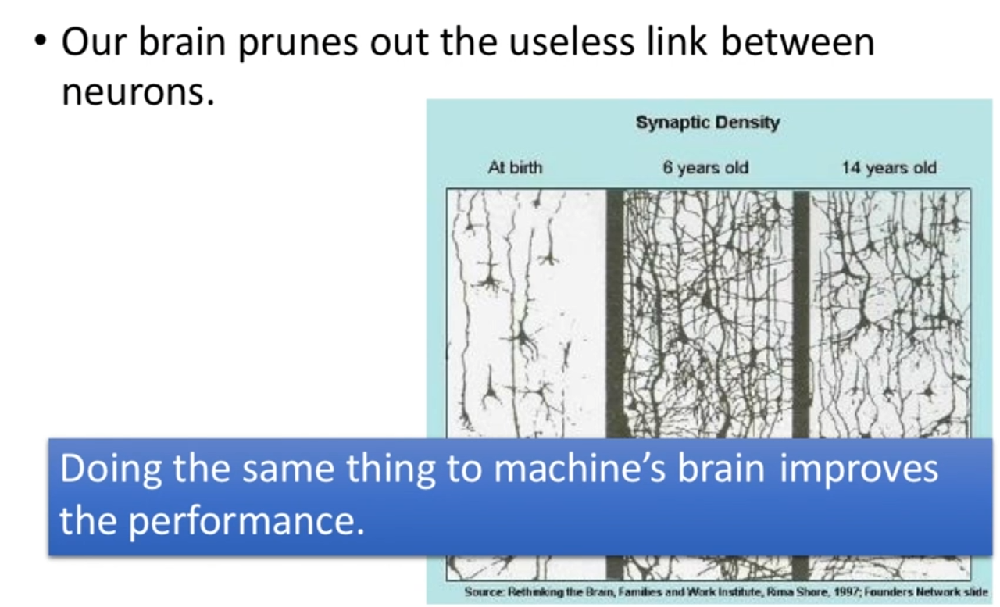 • Our brain prunes out the useless link between
neurons.
Synaptic Density
At birth 6 years old 14 years old
Doing the same thing to machine's brain improves
the performance.
Source: Rethinking the Brain, Families and Work Institute, Rima Shore, 1997; Founders Network slide